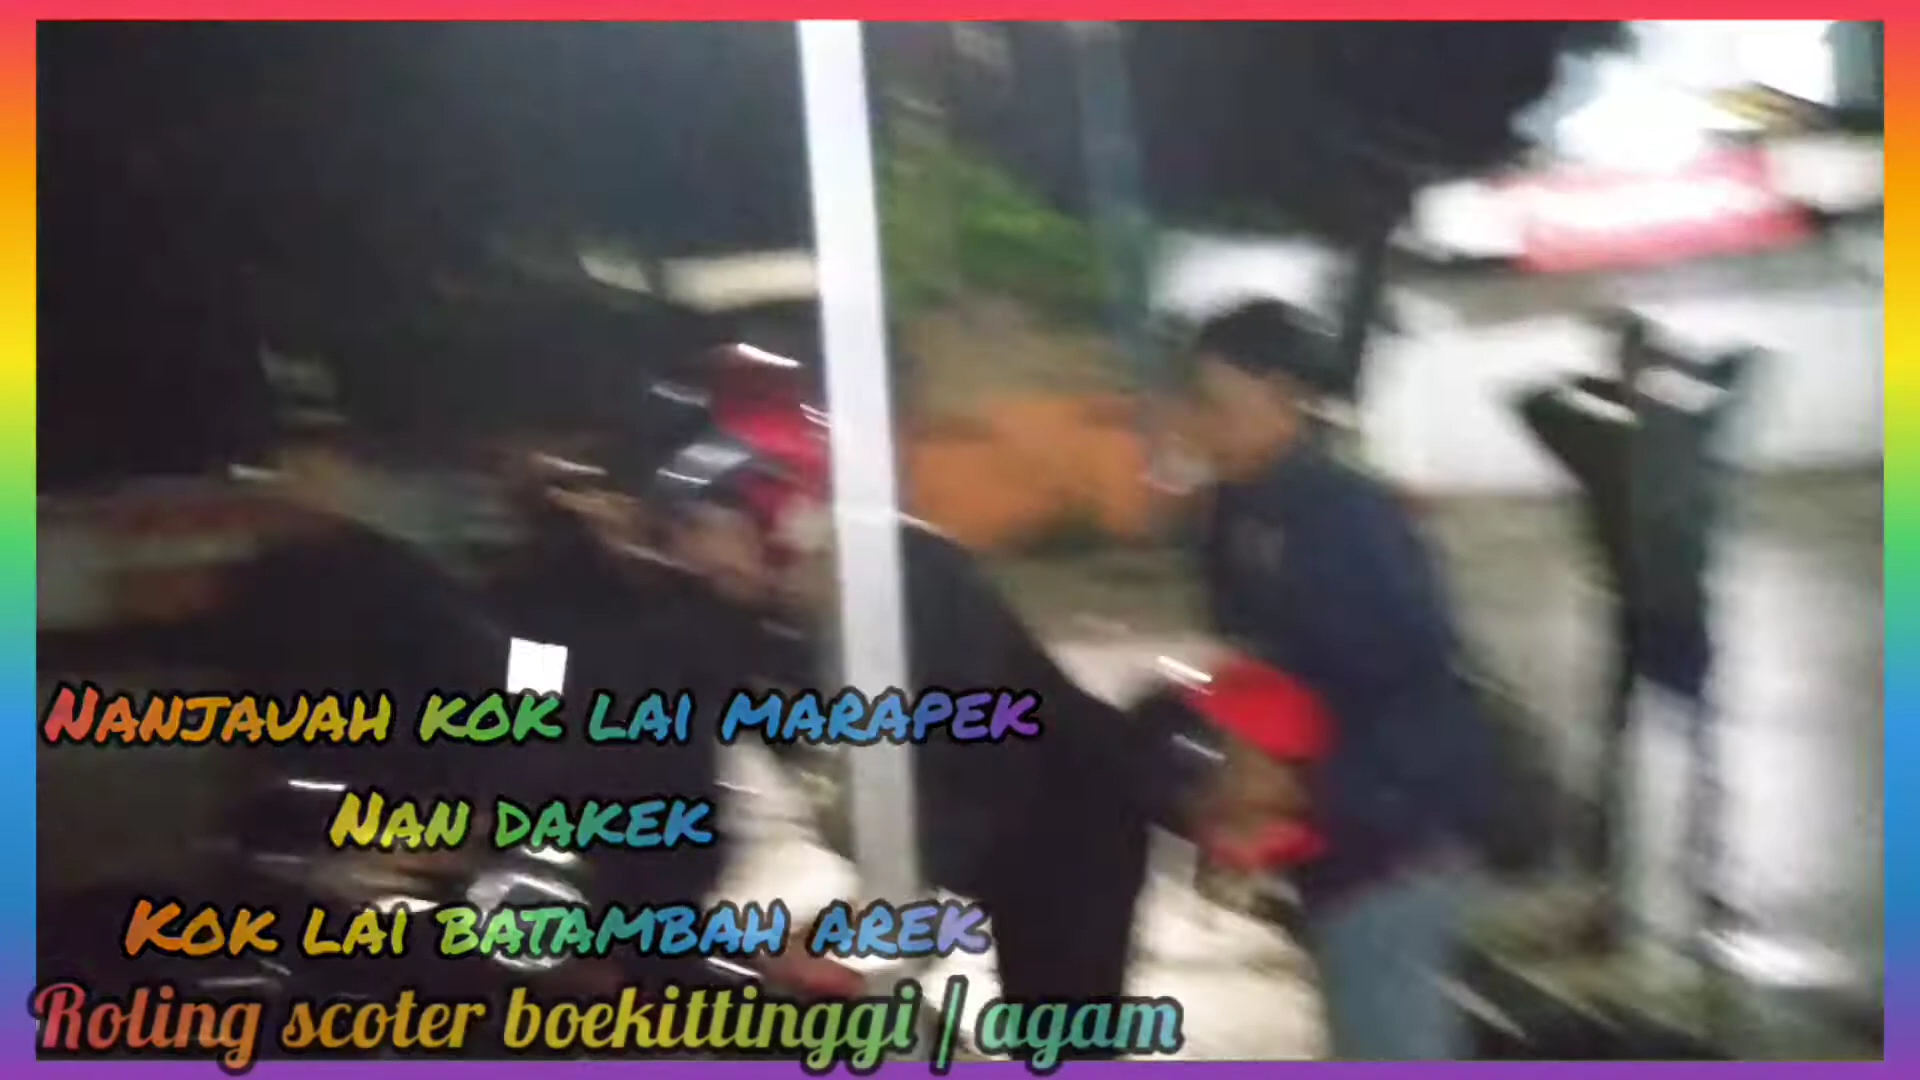 Nanjauah kok lai marapek
Nan dakek
Kok lai batambah arek
Roling scoter boekittinggi / agam